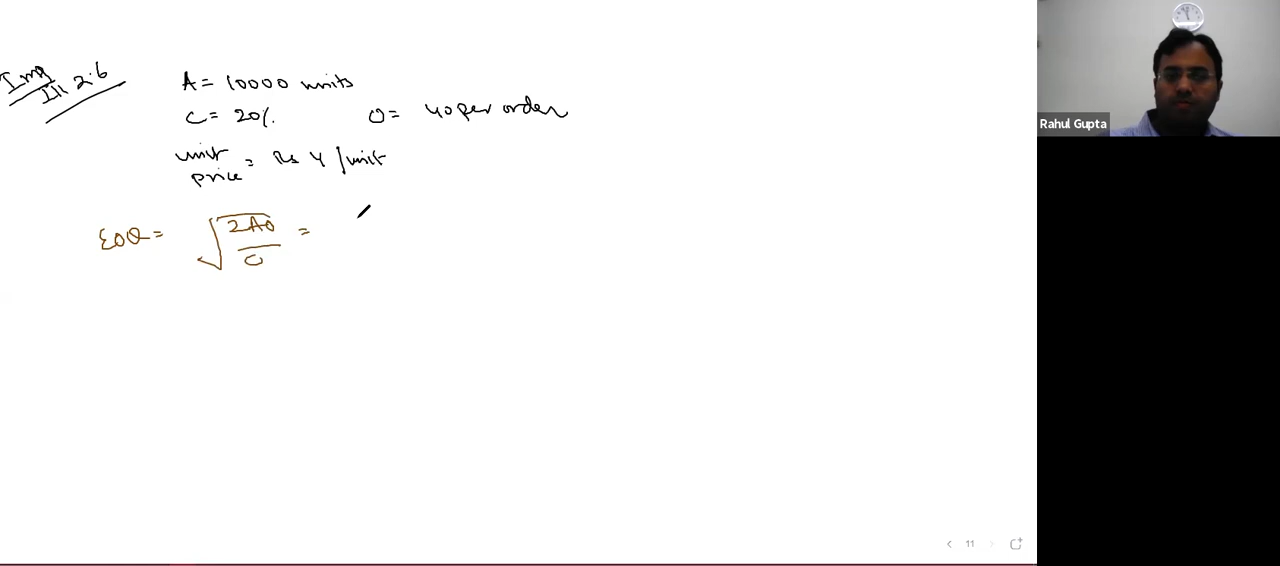 Imp
Ill 2.6
A = 10000 units
C = 20%. O = 40 per order
unit price = Rs 4 /unit
EOQ = √2AO/C =
Rahul Gupta
11